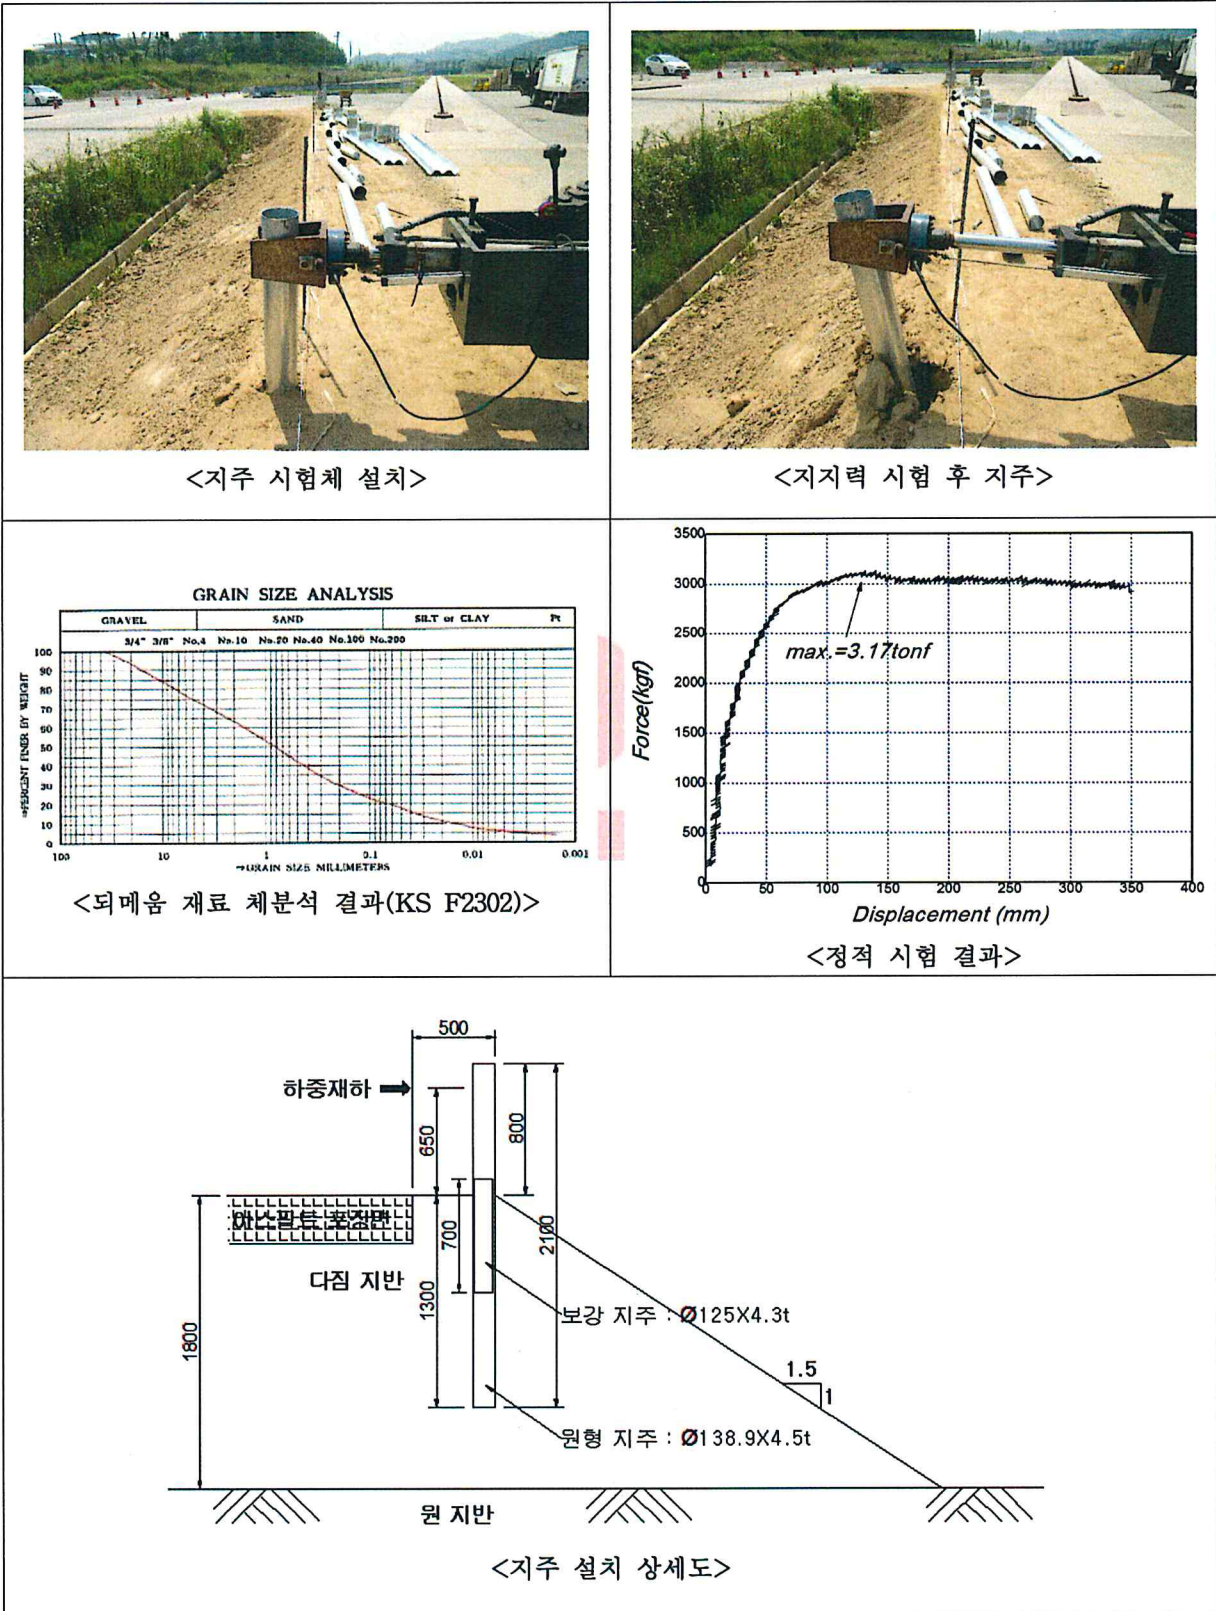 <지주 시험체 설치>
<지지력 시험 후 지주>
GRAIN SIZE ANALYSIS
GRAVEL SAND SILT or CLAY Pt
3/4" 3/8" No.4 No.10 No.20 No.40 No.100 No.200
100
90
80
70
60
50
40
30
20
10
0
⇒PERCENT FINER BY WEIGHT
100 10 1 0.1 0.01 0.001
⇒GRAIN SIZE MILLIMETERS
<되메움 재료 체분석 결과(KS F2302)>
3500
3000
2500
2000
1500
1000
500
0
Force(kgf)
max.=3.17tonf
0 50 100 150 200 250 300 350 400
Displacement (mm)
<정적 시험 결과>
500
하중재하
650
800
아스팔트 포장면
700
2100
다짐 지반
1300
보강 지주 : Ø125X4.3t
1800
1.5
1
원형 지주 : Ø138.9X4.5t
원 지반
<지주 설치 상세도>